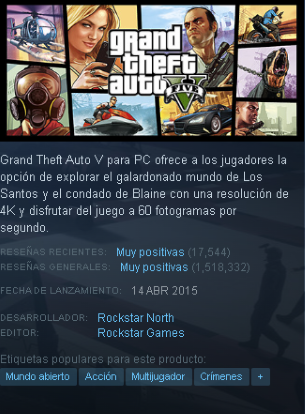 grand
theft
auto V
FIVE
Grand Theft Auto V para PC ofrece a los jugadores la
opción de explorar el galardonado mundo de Los
Santos y el condado de Blaine con una resolución de
4K y disfrutar del juego a 60 fotogramas por
segundo.
RESEÑAS RECIENTES: Muy positivas (17,544)
RESEÑAS GENERALES: Muy positivas (1,518,332)
FECHA DE LANZAMIENTO: 14 ABR 2015
DESARROLLADOR: Rockstar North
EDITOR: Rockstar Games
Etiquetas populares para este producto:
Mundo abierto Acción Multijugador Crímenes +